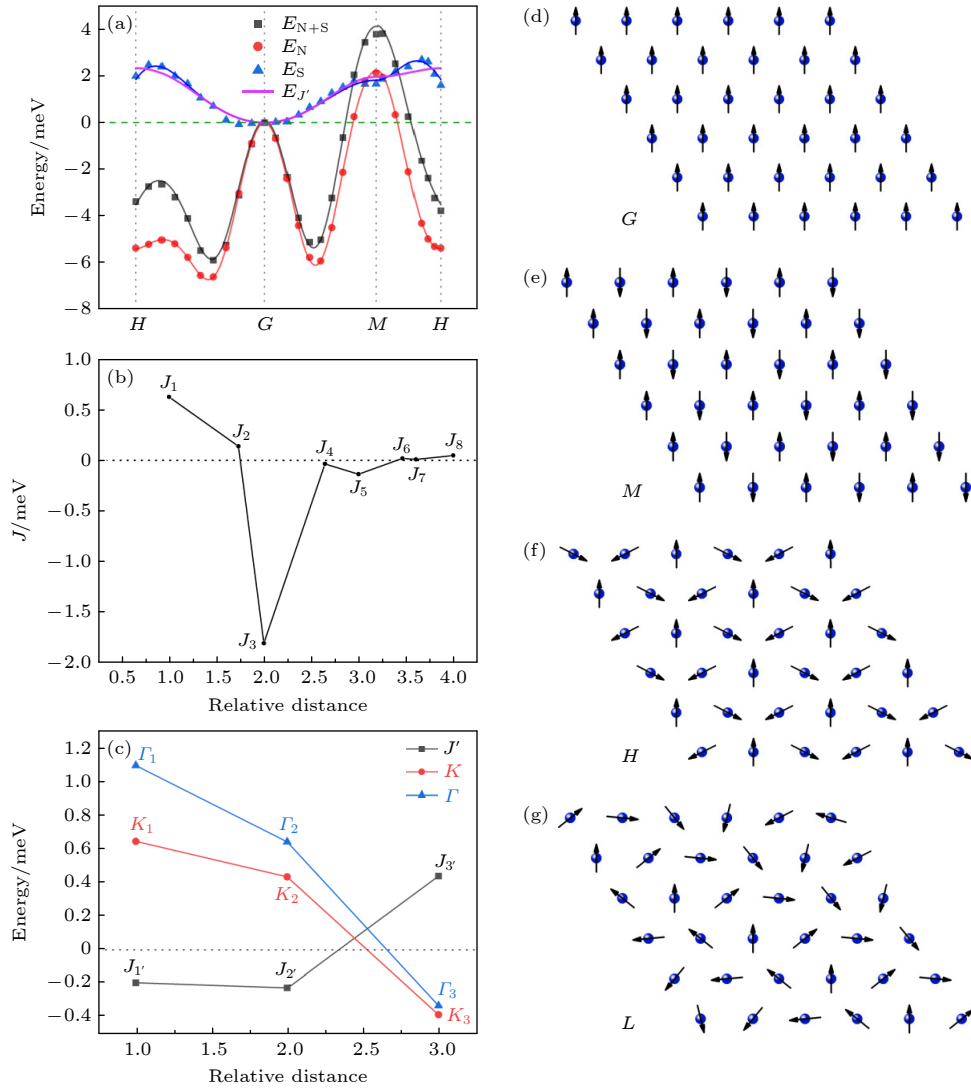 (a)
E_{N+S}
E_N
E_S
E_{J′}
Energy/meV
4
2
0
−2
−4
−6
−8
H
G
M
H
(b)
J_1
J_2
J_3
J_4
J_5
J_6
J_7
J_8
J/meV
1.0
0.5
0
−0.5
−1.0
−1.5
−2.0
0.5 1.0 1.5 2.0 2.5 3.0 3.5 4.0
Relative distance
(c)
J′
K
Γ
Γ_1
K_1
Γ_2
K_2
J_{1′}
J_{2′}
J_{3′}
Γ_3
K_3
Energy/meV
1.2
1.0
0.8
0.6
0.4
0.2
0
−0.2
−0.4
1.0 1.5 2.0 2.5 3.0
Relative distance
(d)
G
(e)
M
(f)
H
(g)
L